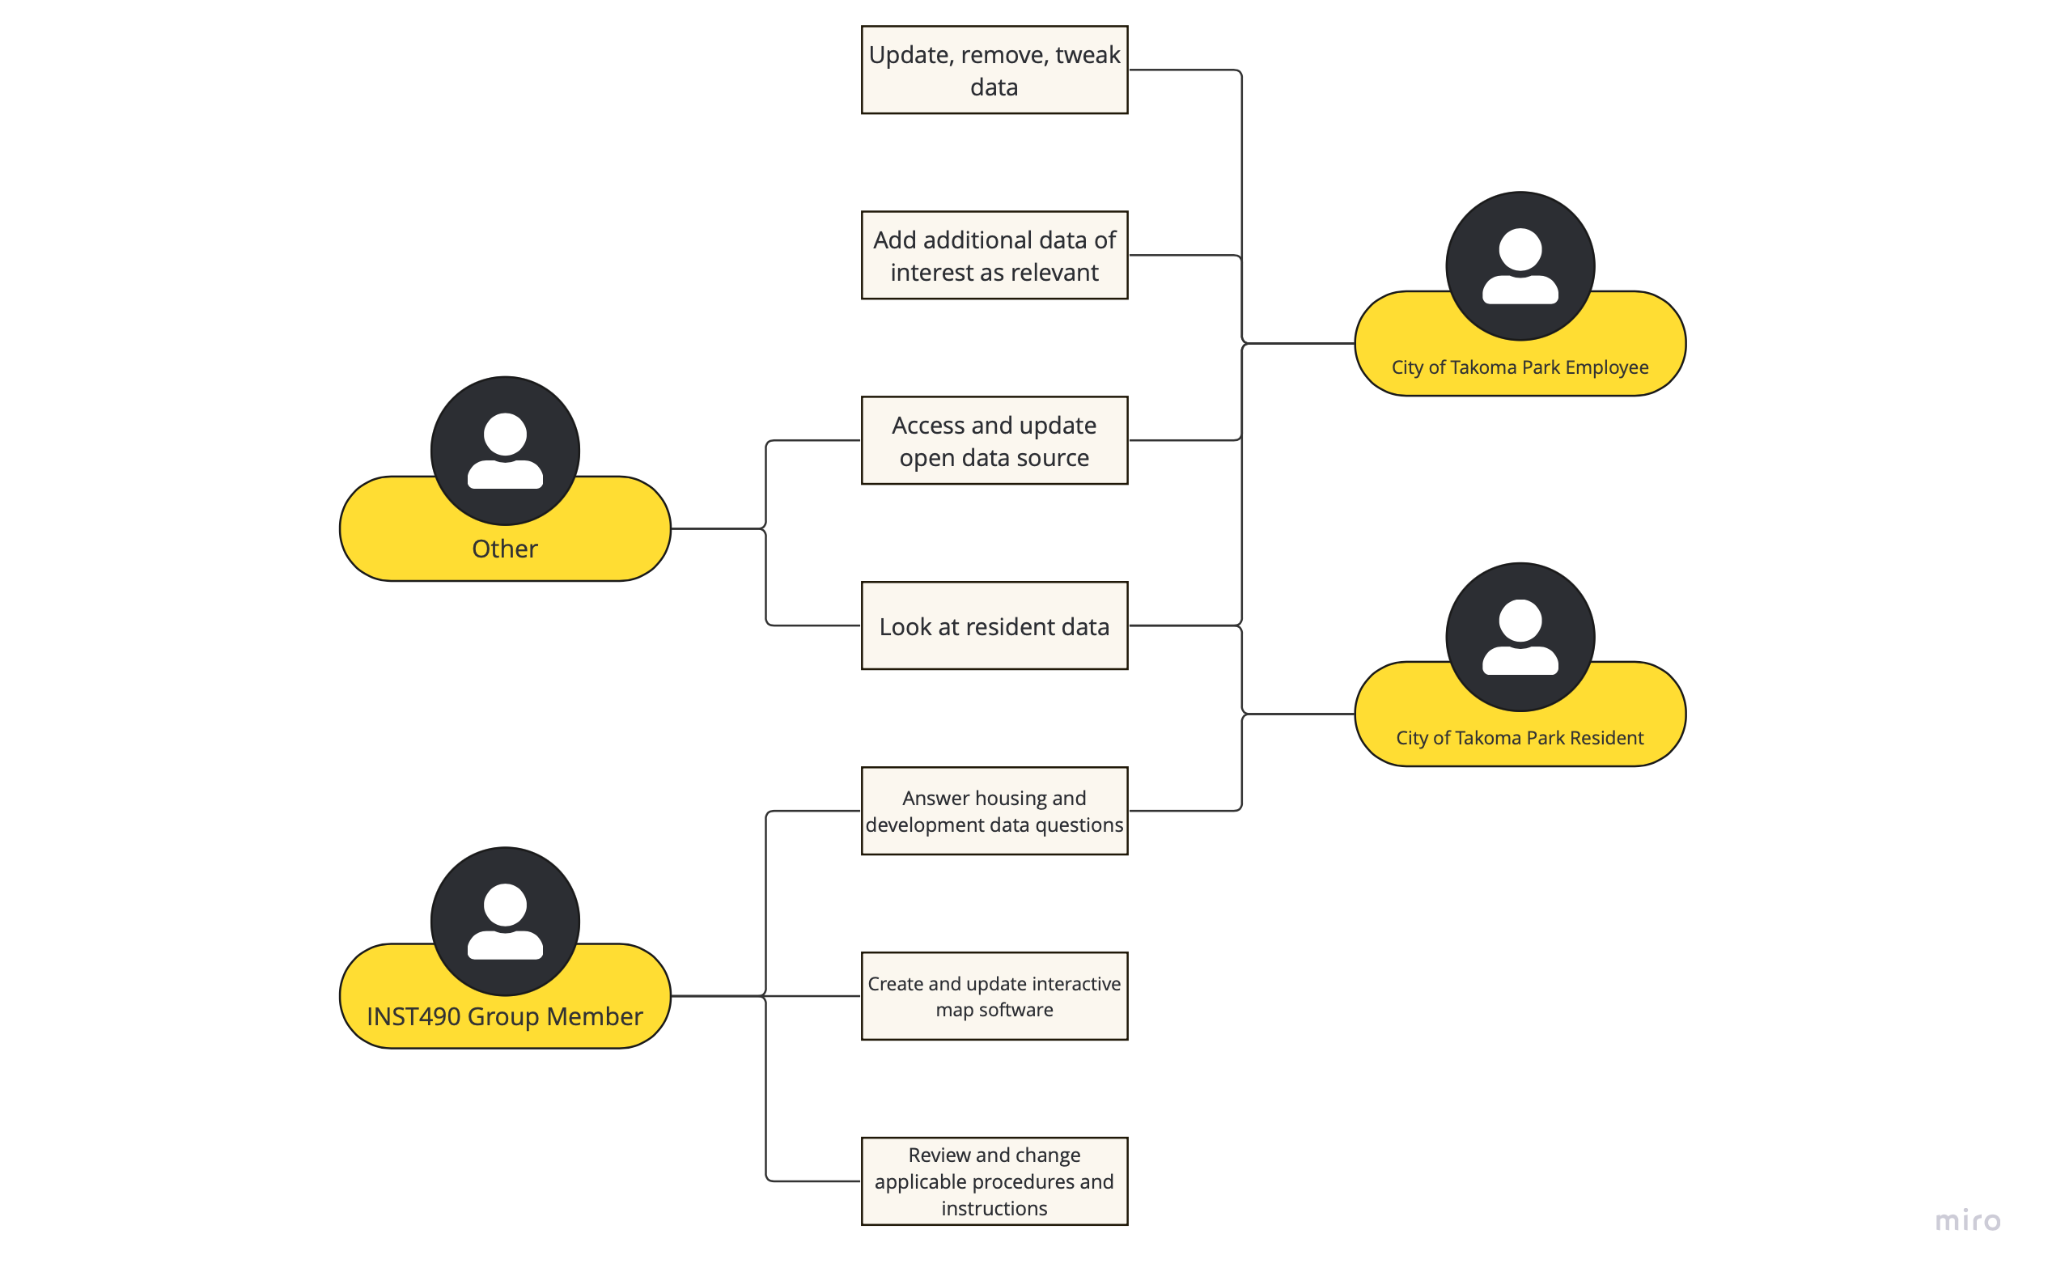 Update, remove, tweak
data
Add additional data of
interest as relevant
City of Takoma Park Employee
Access and update
open data source
Other
Look at resident data
City of Takoma Park Resident
Answer housing and
development data questions
INST490 Group Member
Create and update interactive
map software
Review and change
applicable procedures and
instructions
miro